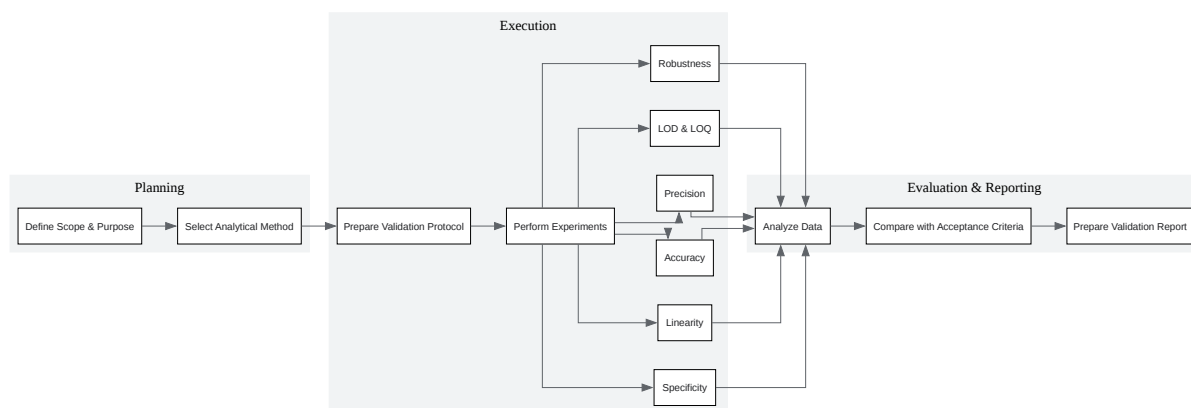 Execution
Robustness
LOD & LOQ
Planning
Precision
Evaluation & Reporting
Define Scope & Purpose
Select Analytical Method
Prepare Validation Protocol
Perform Experiments
Analyze Data
Compare with Acceptance Criteria
Prepare Validation Report
Accuracy
Linearity
Specificity